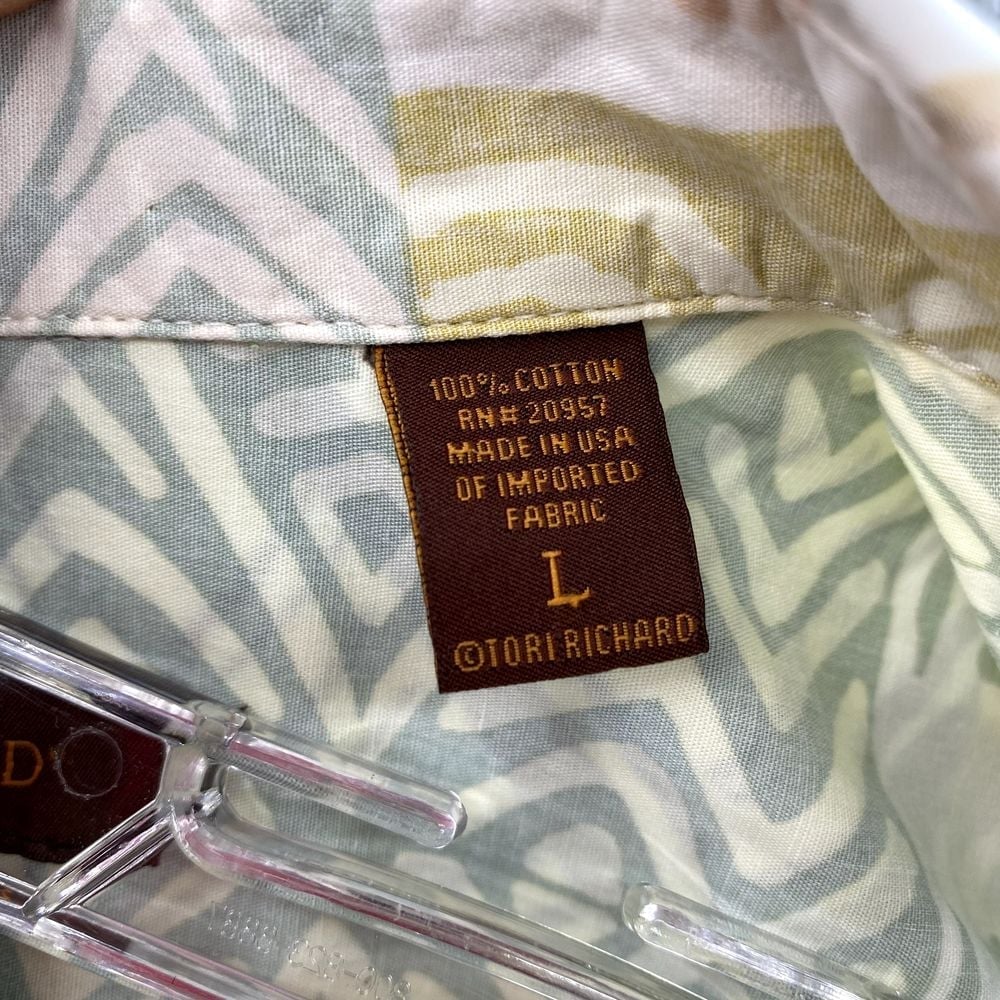 100% COTTON
RN# 20957
MADE IN USA
OF IMPORTED
FABRIC
L
©TORI RICHARD
D